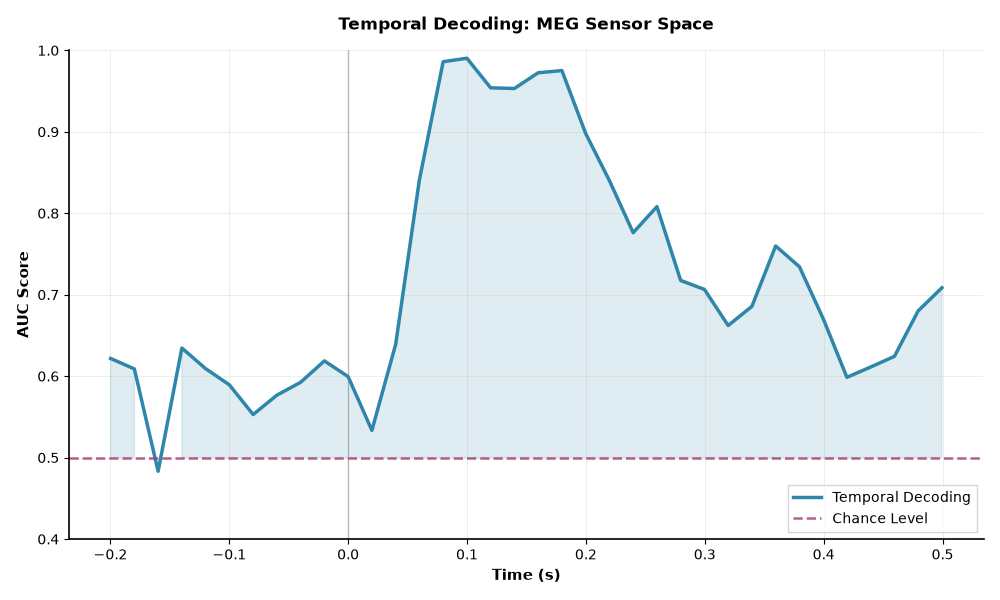 Temporal Decoding: MEG Sensor Space
AUC Score
1.0
0.9
0.8
0.7
0.6
0.5
0.4
−0.2 −0.1 0.0 0.1 0.2 0.3 0.4 0.5
Time (s)
Temporal Decoding
Chance Level